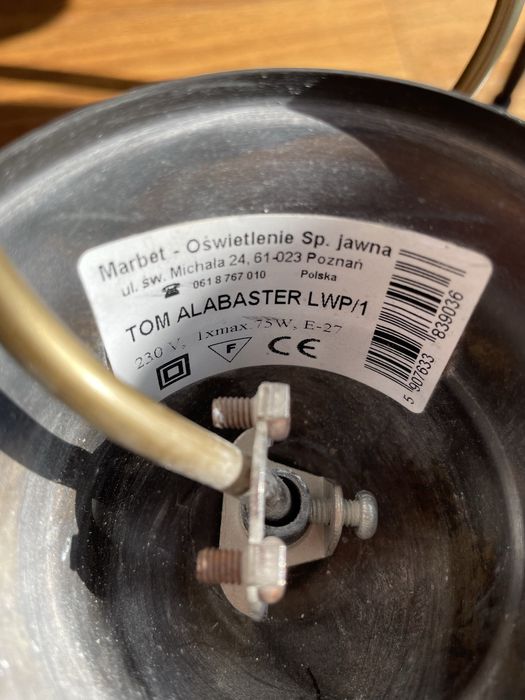 Marbet - Oświetlenie Sp. jawna
ul. św. Michała 24, 61-023 Poznań
☎ 061 8 767 010 Polska
TOM ALABASTER LWP/1
230 V, 1xmax.75W, E-27
F CE
5 907633 839036